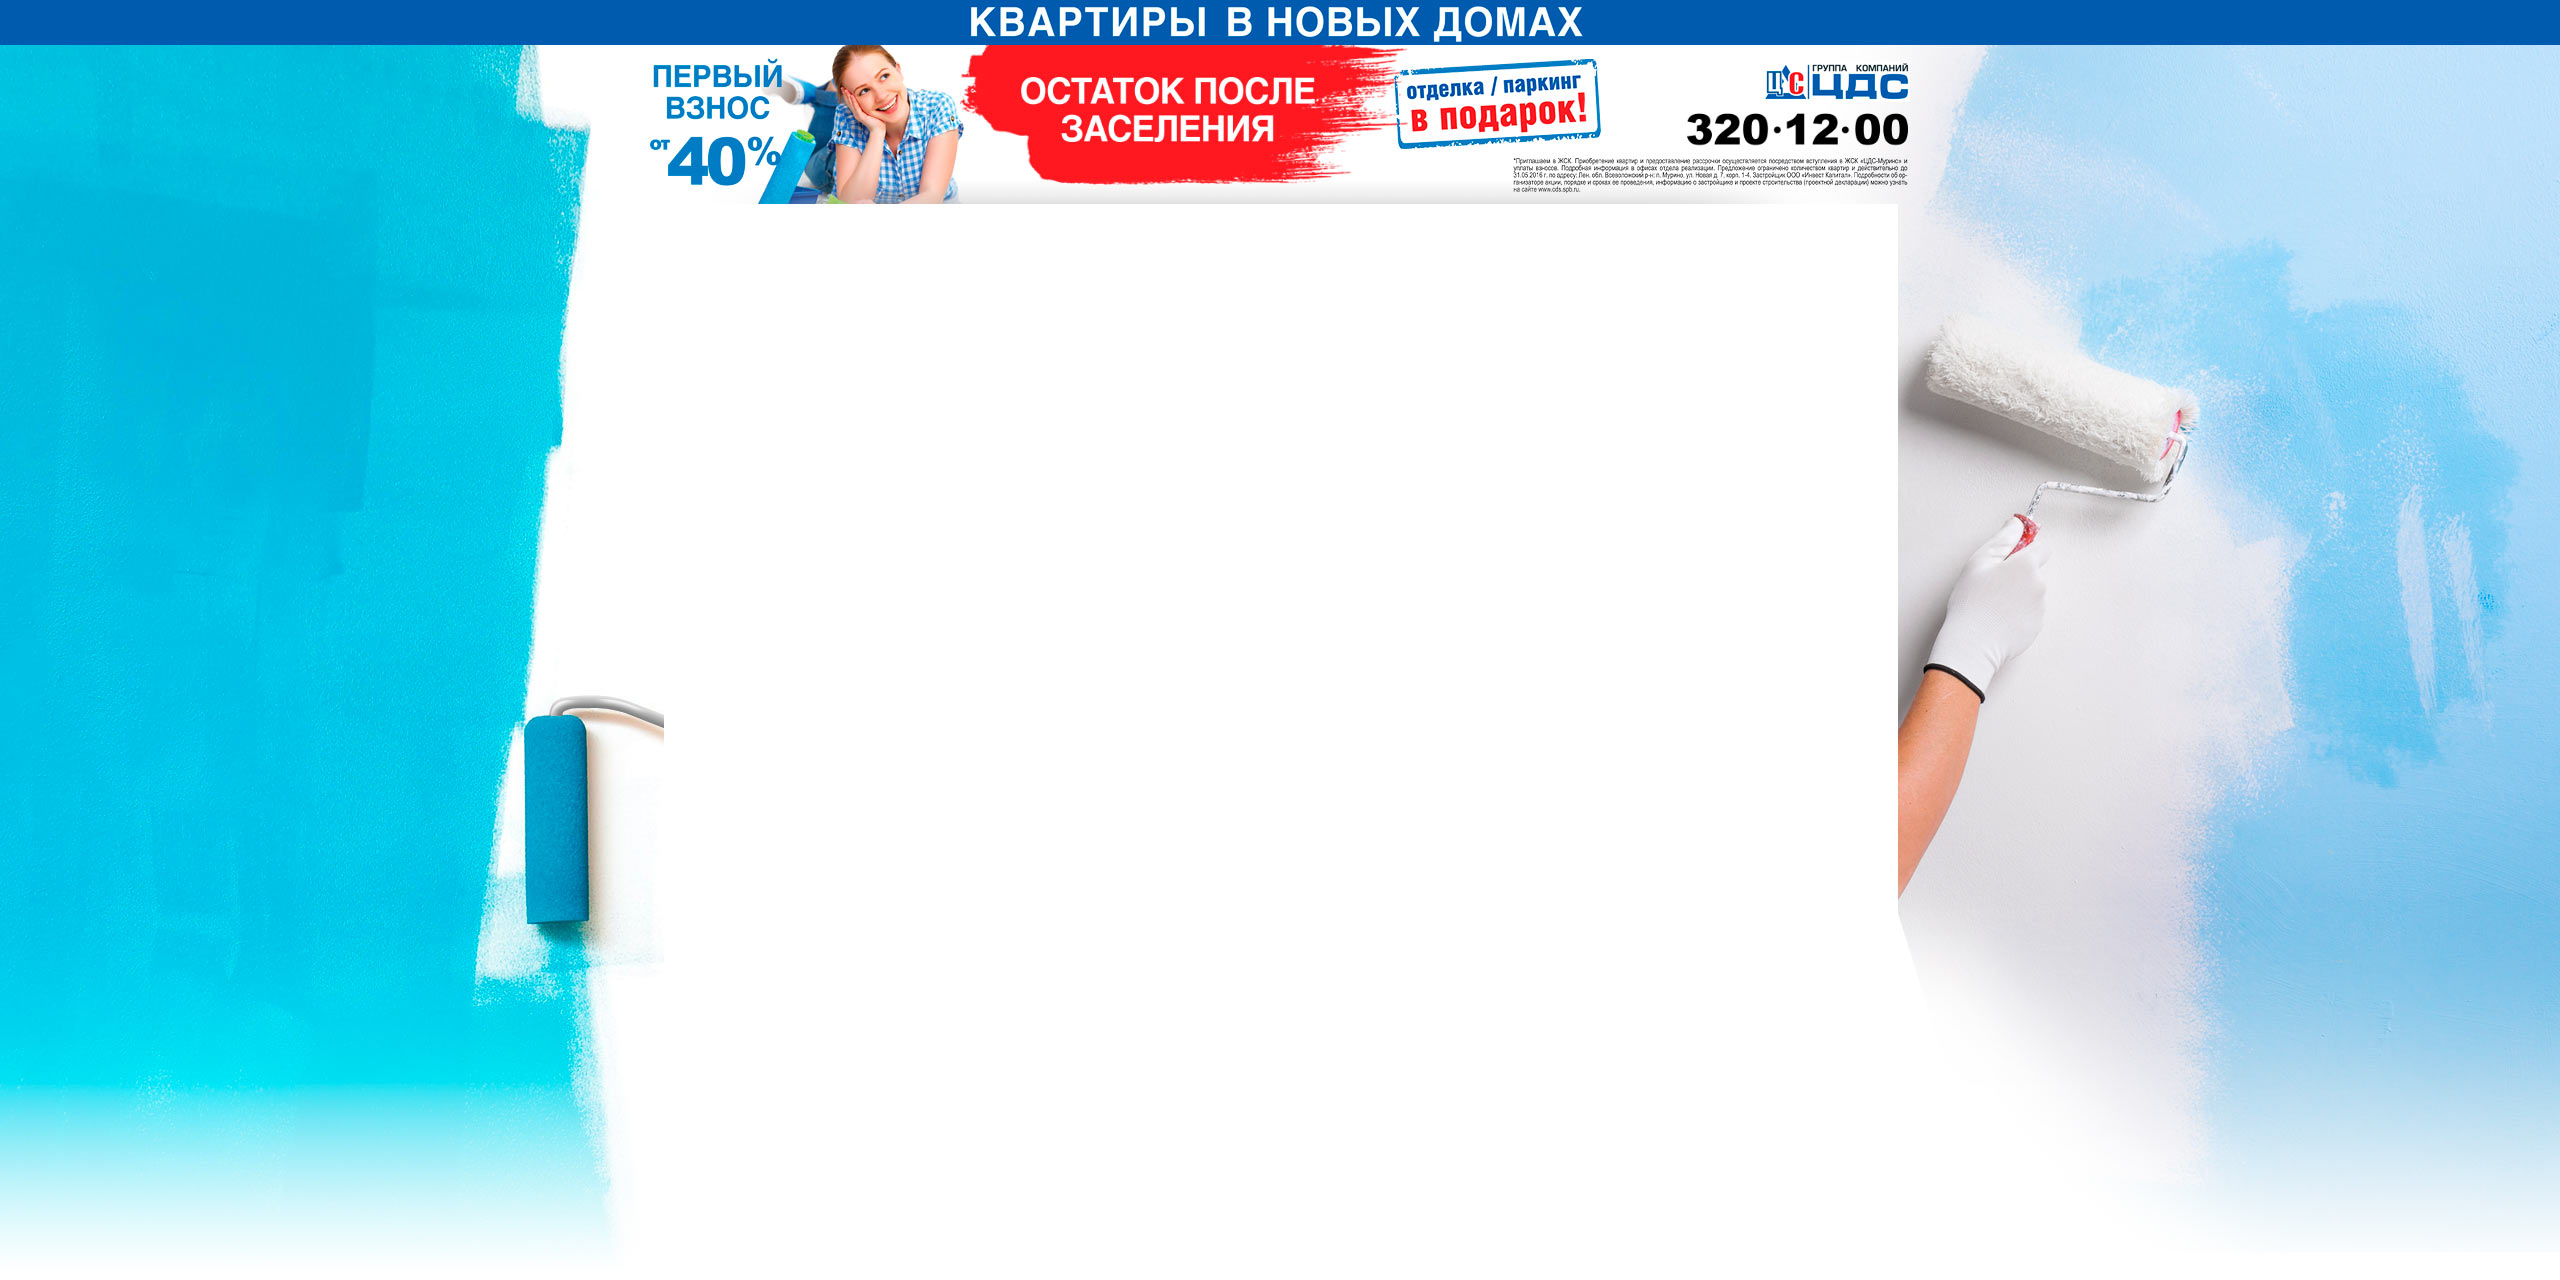 КВАРТИРЫ В НОВЫХ ДОМАХ
ПЕРВЫЙ
ВЗНОС
от 40%
ОСТАТОК ПОСЛЕ
ЗАСЕЛЕНИЯ
отделка / паркинг
в подарок!
ГРУППА КОМПАНИЙ
ЦДС
320·12·00
*Приглашаем в ЖСК. Приобретение квартир и предоставление рассрочки осуществляется посредством вступления в ЖСК «ЦДС-Мурино» и
уплаты взносов. Подробная информация в офисах отдела реализации. Предложение ограничено количеством квартир и действительно до
31.05.2016 г. по адресу: Лен. обл. Всеволожский р-н: п. Мурино, ул. Новая д. 7, корп. 1-4. Застройщик ООО «Инвест Капитал». Подробности об ор-
ганизаторе акции, порядке и сроках ее проведения, информацию о застройщике и проекте строительства (проектной декларации) можно узнать
на сайте www.cds.spb.ru.